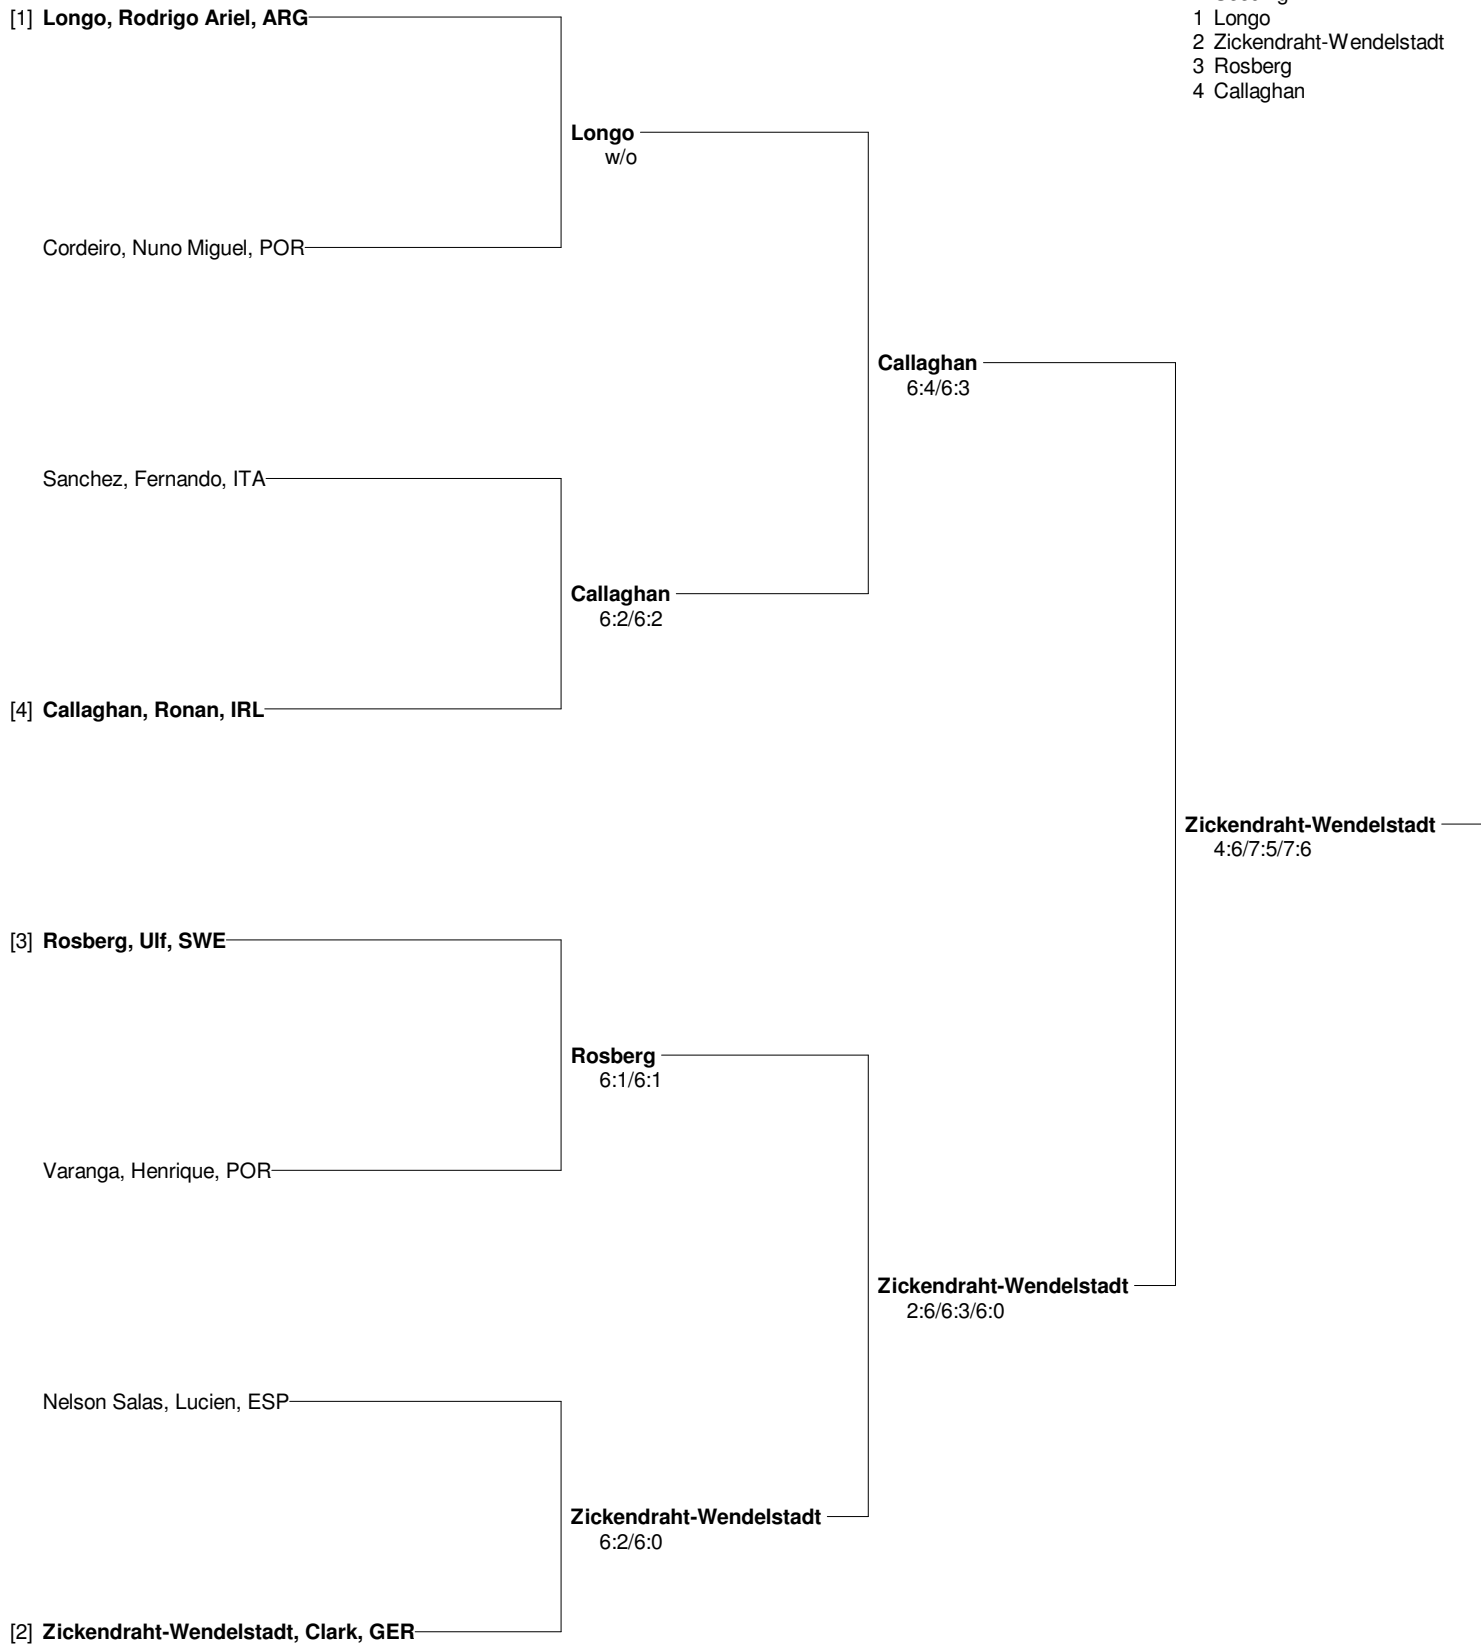 [1] Longo, Rodrigo Ariel, ARG
1 Longo
2 Zickendraht-Wendelstadt
3 Rosberg
4 Callaghan
Longo
w/o
Cordeiro, Nuno Miguel, POR
Callaghan
6:4/6:3
Sanchez, Fernando, ITA
Callaghan
6:2/6:2
[4] Callaghan, Ronan, IRL
Zickendraht-Wendelstadt
4:6/7:5/7:6
[3] Rosberg, Ulf, SWE
Rosberg
6:1/6:1
Varanga, Henrique, POR
Zickendraht-Wendelstadt
2:6/6:3/6:0
Nelson Salas, Lucien, ESP
Zickendraht-Wendelstadt
6:2/6:0
[2] Zickendraht-Wendelstadt, Clark, GER